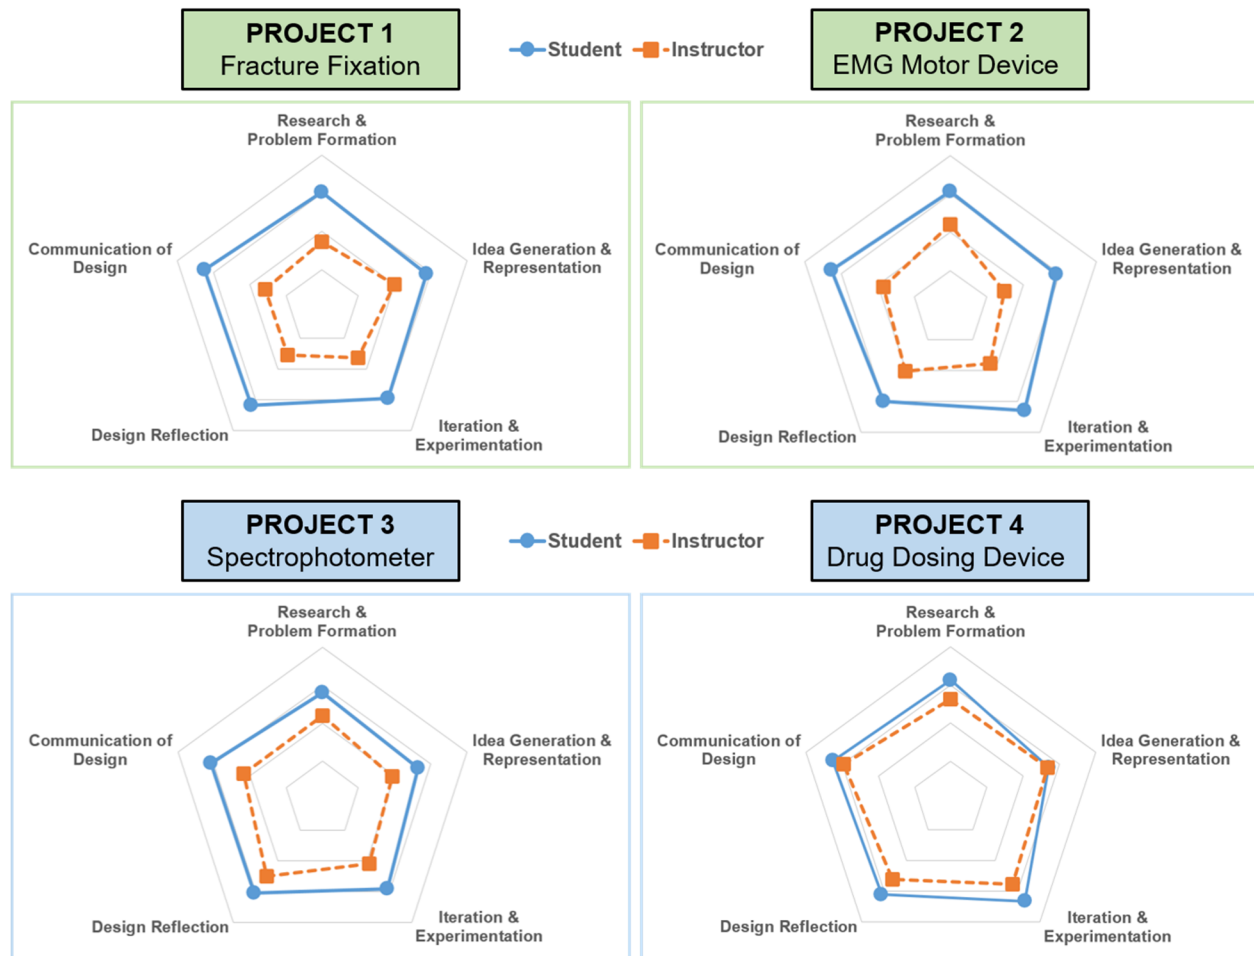 PROJECT 1
Fracture Fixation
Student Instructor
PROJECT 2
EMG Motor Device
Research &
Problem Formation
Communication of
Design
Idea Generation &
Representation
Design Reflection
Iteration &
Experimentation
Research &
Problem Formation
Communication of
Design
Idea Generation &
Representation
Design Reflection
Iteration &
Experimentation
PROJECT 3
Spectrophotometer
Student Instructor
PROJECT 4
Drug Dosing Device
Research &
Problem Formation
Communication of
Design
Idea Generation &
Representation
Design Reflection
Iteration &
Experimentation
Research &
Problem Formation
Communication of
Design
Idea Generation &
Representation
Design Reflection
Iteration &
Experimentation